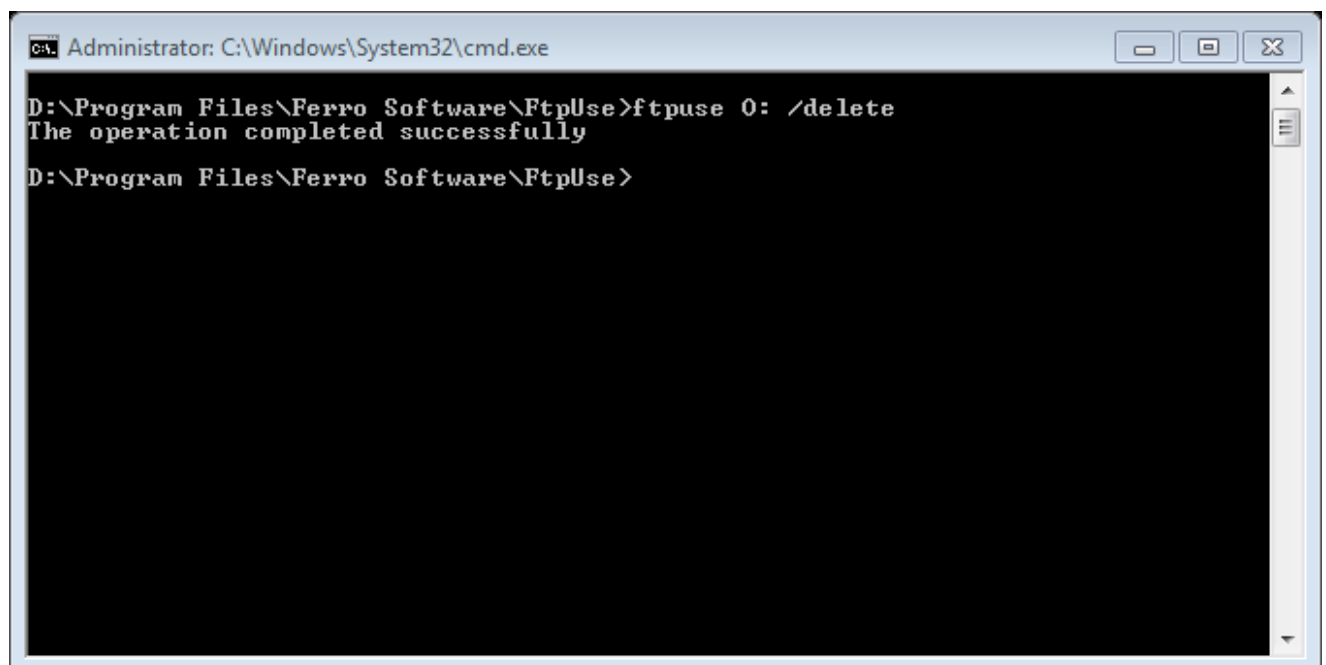 Administrator: C:\Windows\System32\cmd.exe
D:\Program Files\Ferro Software\FtpUse>ftpuse O: /delete
The operation completed successfully
D:\Program Files\Ferro Software\FtpUse>